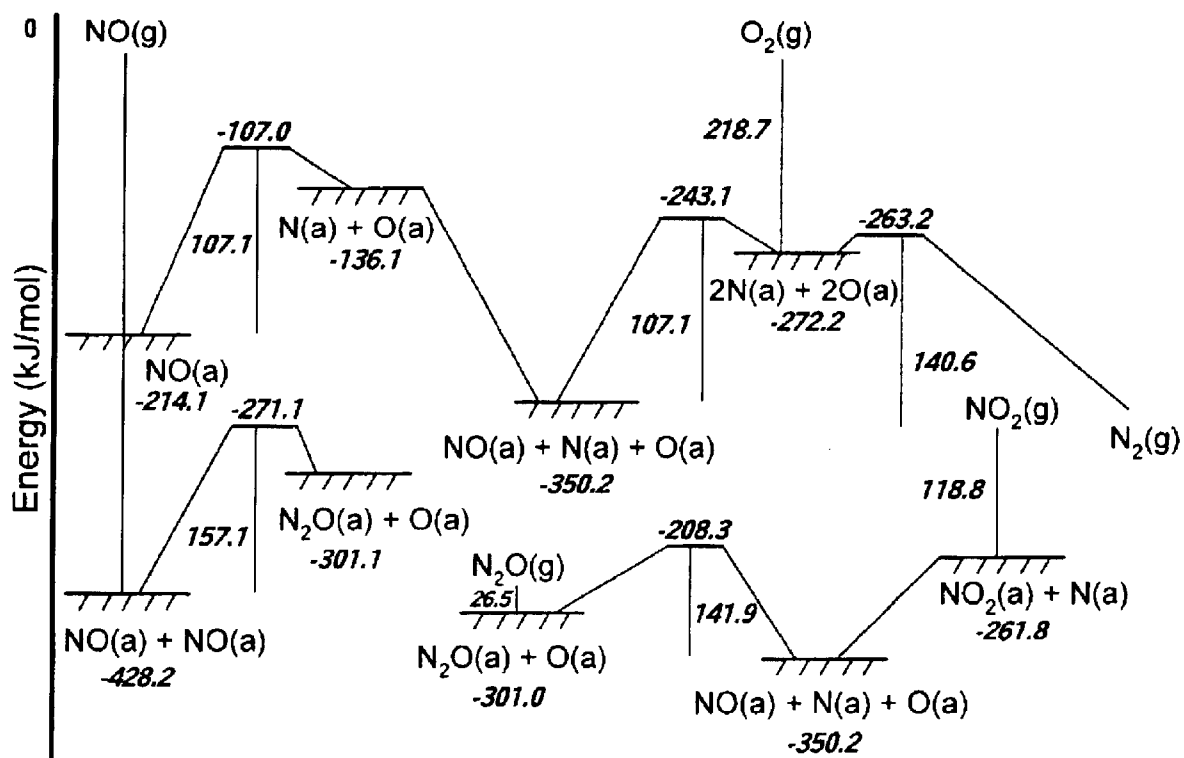 0
NO(g)
O₂(g)
-107.0
218.7
-243.1
-263.2
N(a) + O(a)
-136.1
107.1
2N(a) + 2O(a)
-272.2
107.1
140.6
NO(a)
-214.1
-271.1
NO₂(g)
N₂(g)
NO(a) + N(a) + O(a)
-350.2
118.8
Energy (kJ/mol)
157.1
N₂O(a) + O(a)
-301.1
-208.3
N₂O(g)
26.5
141.9
NO₂(a) + N(a)
-261.8
NO(a) + NO(a)
-428.2
N₂O(a) + O(a)
-301.0
NO(a) + N(a) + O(a)
-350.2